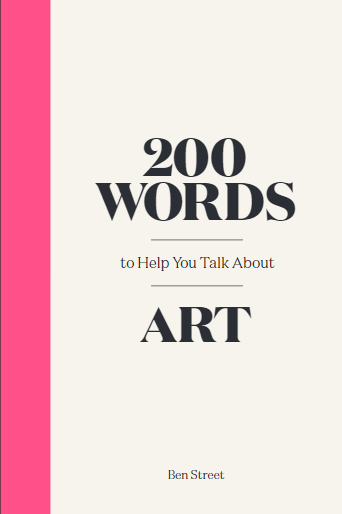 200
WORDS
to Help You Talk About
ART
Ben Street